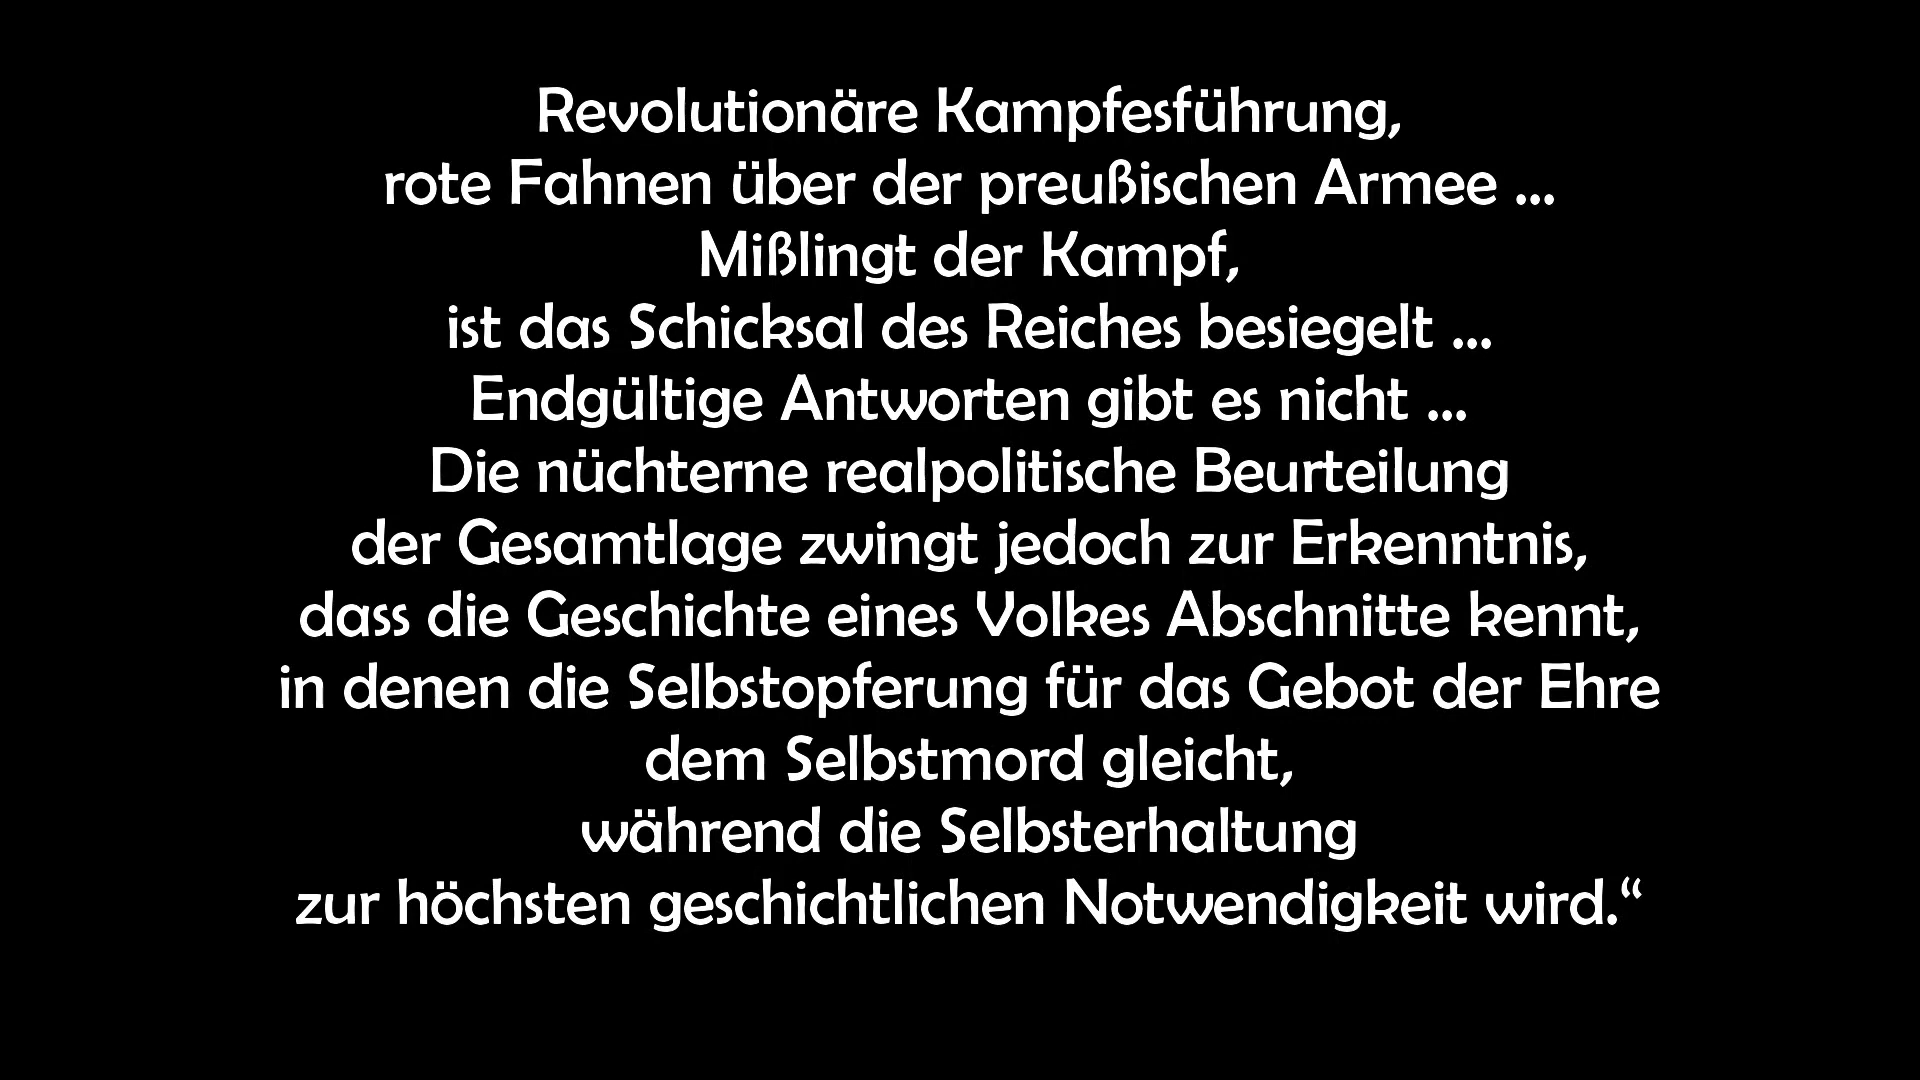 Revolutionäre Kampfesführung,
rote Fahnen über der preußischen Armee ...
Mißlingt der Kampf,
ist das Schicksal des Reiches besiegelt ...
Endgültige Antworten gibt es nicht ...
Die nüchterne realpolitische Beurteilung
der Gesamtlage zwingt jedoch zur Erkenntnis,
dass die Geschichte eines Volkes Abschnitte kennt,
in denen die Selbstopferung für das Gebot der Ehre
dem Selbstmord gleicht,
während die Selbsterhaltung
zur höchsten geschichtlichen Notwendigkeit wird.“